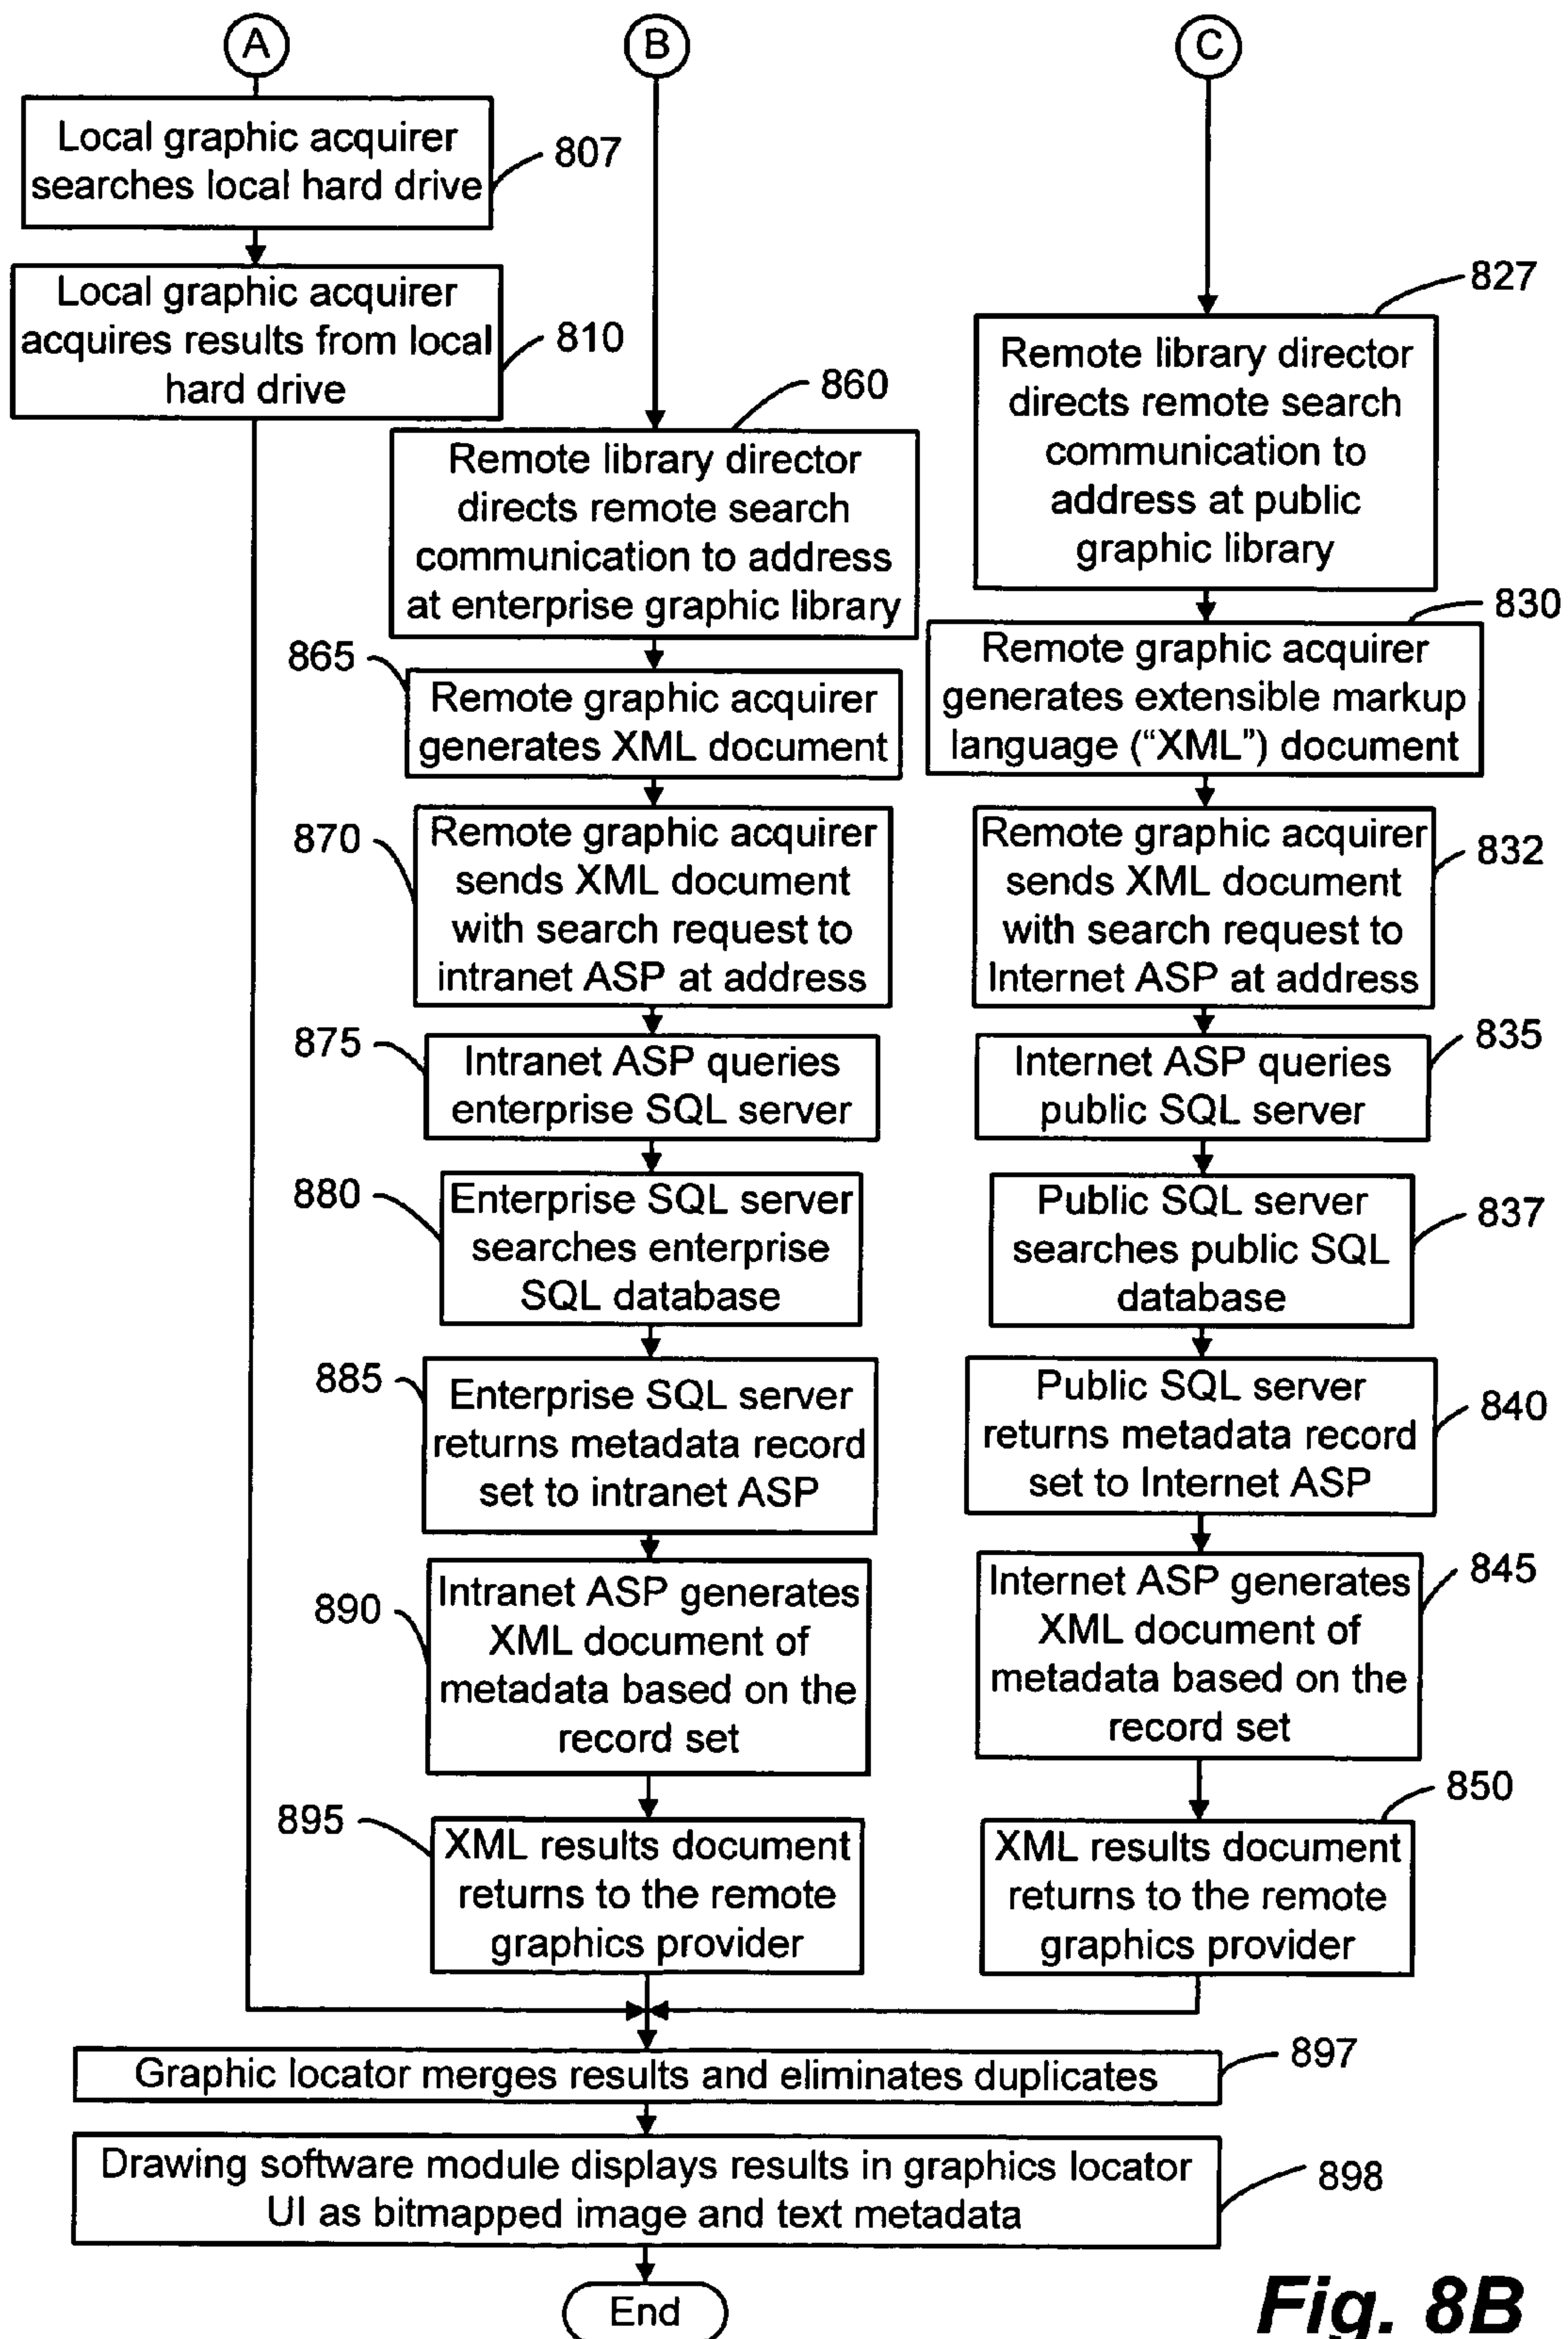 A
B
C
Local graphic acquirer
searches local hard drive
807
Local graphic acquirer
acquires results from local
hard drive
810
860
Remote library director
directs remote search
communication to address
at enterprise graphic library
865
Remote graphic acquirer
generates XML document
870
Remote graphic acquirer
sends XML document
with search request to
intranet ASP at address
875
Intranet ASP queries
enterprise SQL server
880
Enterprise SQL server
searches enterprise
SQL database
885
Enterprise SQL server
returns metadata record
set to intranet ASP
890
Intranet ASP generates
XML document of
metadata based on the
record set
895
XML results document
returns to the remote
graphics provider
827
Remote library director
directs remote search
communication to
address at public
graphic library
830
Remote graphic acquirer
generates extensible markup
language (“XML”) document
832
Remote graphic acquirer
sends XML document
with search request to
Internet ASP at address
835
Internet ASP queries
public SQL server
837
Public SQL server
searches public SQL
database
840
Public SQL server
returns metadata record
set to Internet ASP
845
Internet ASP generates
XML document of
metadata based on the
record set
850
XML results document
returns to the remote
graphics provider
897
Graphic locator merges results and eliminates duplicates
898
Drawing software module displays results in graphics locator
UI as bitmapped image and text metadata
End
Fig. 8B